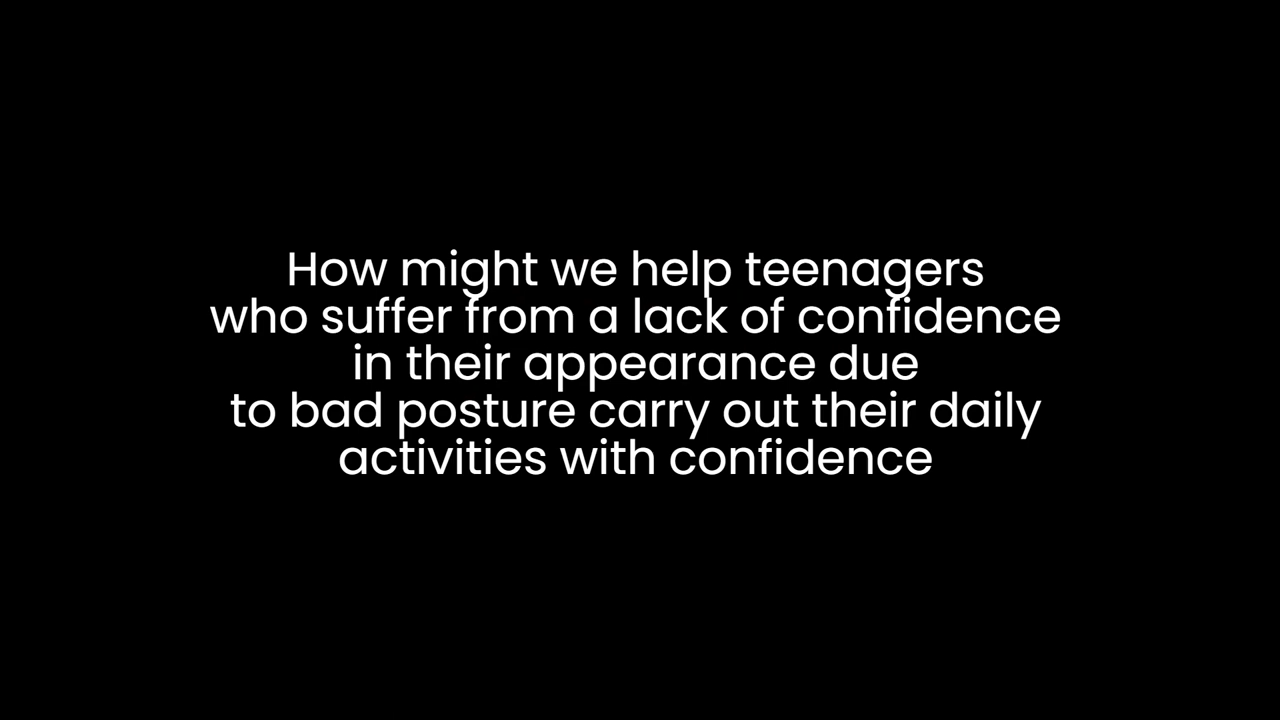 How might we help teenagers
who suffer from a lack of confidence
in their appearance due
to bad posture carry out their daily
activities with confidence